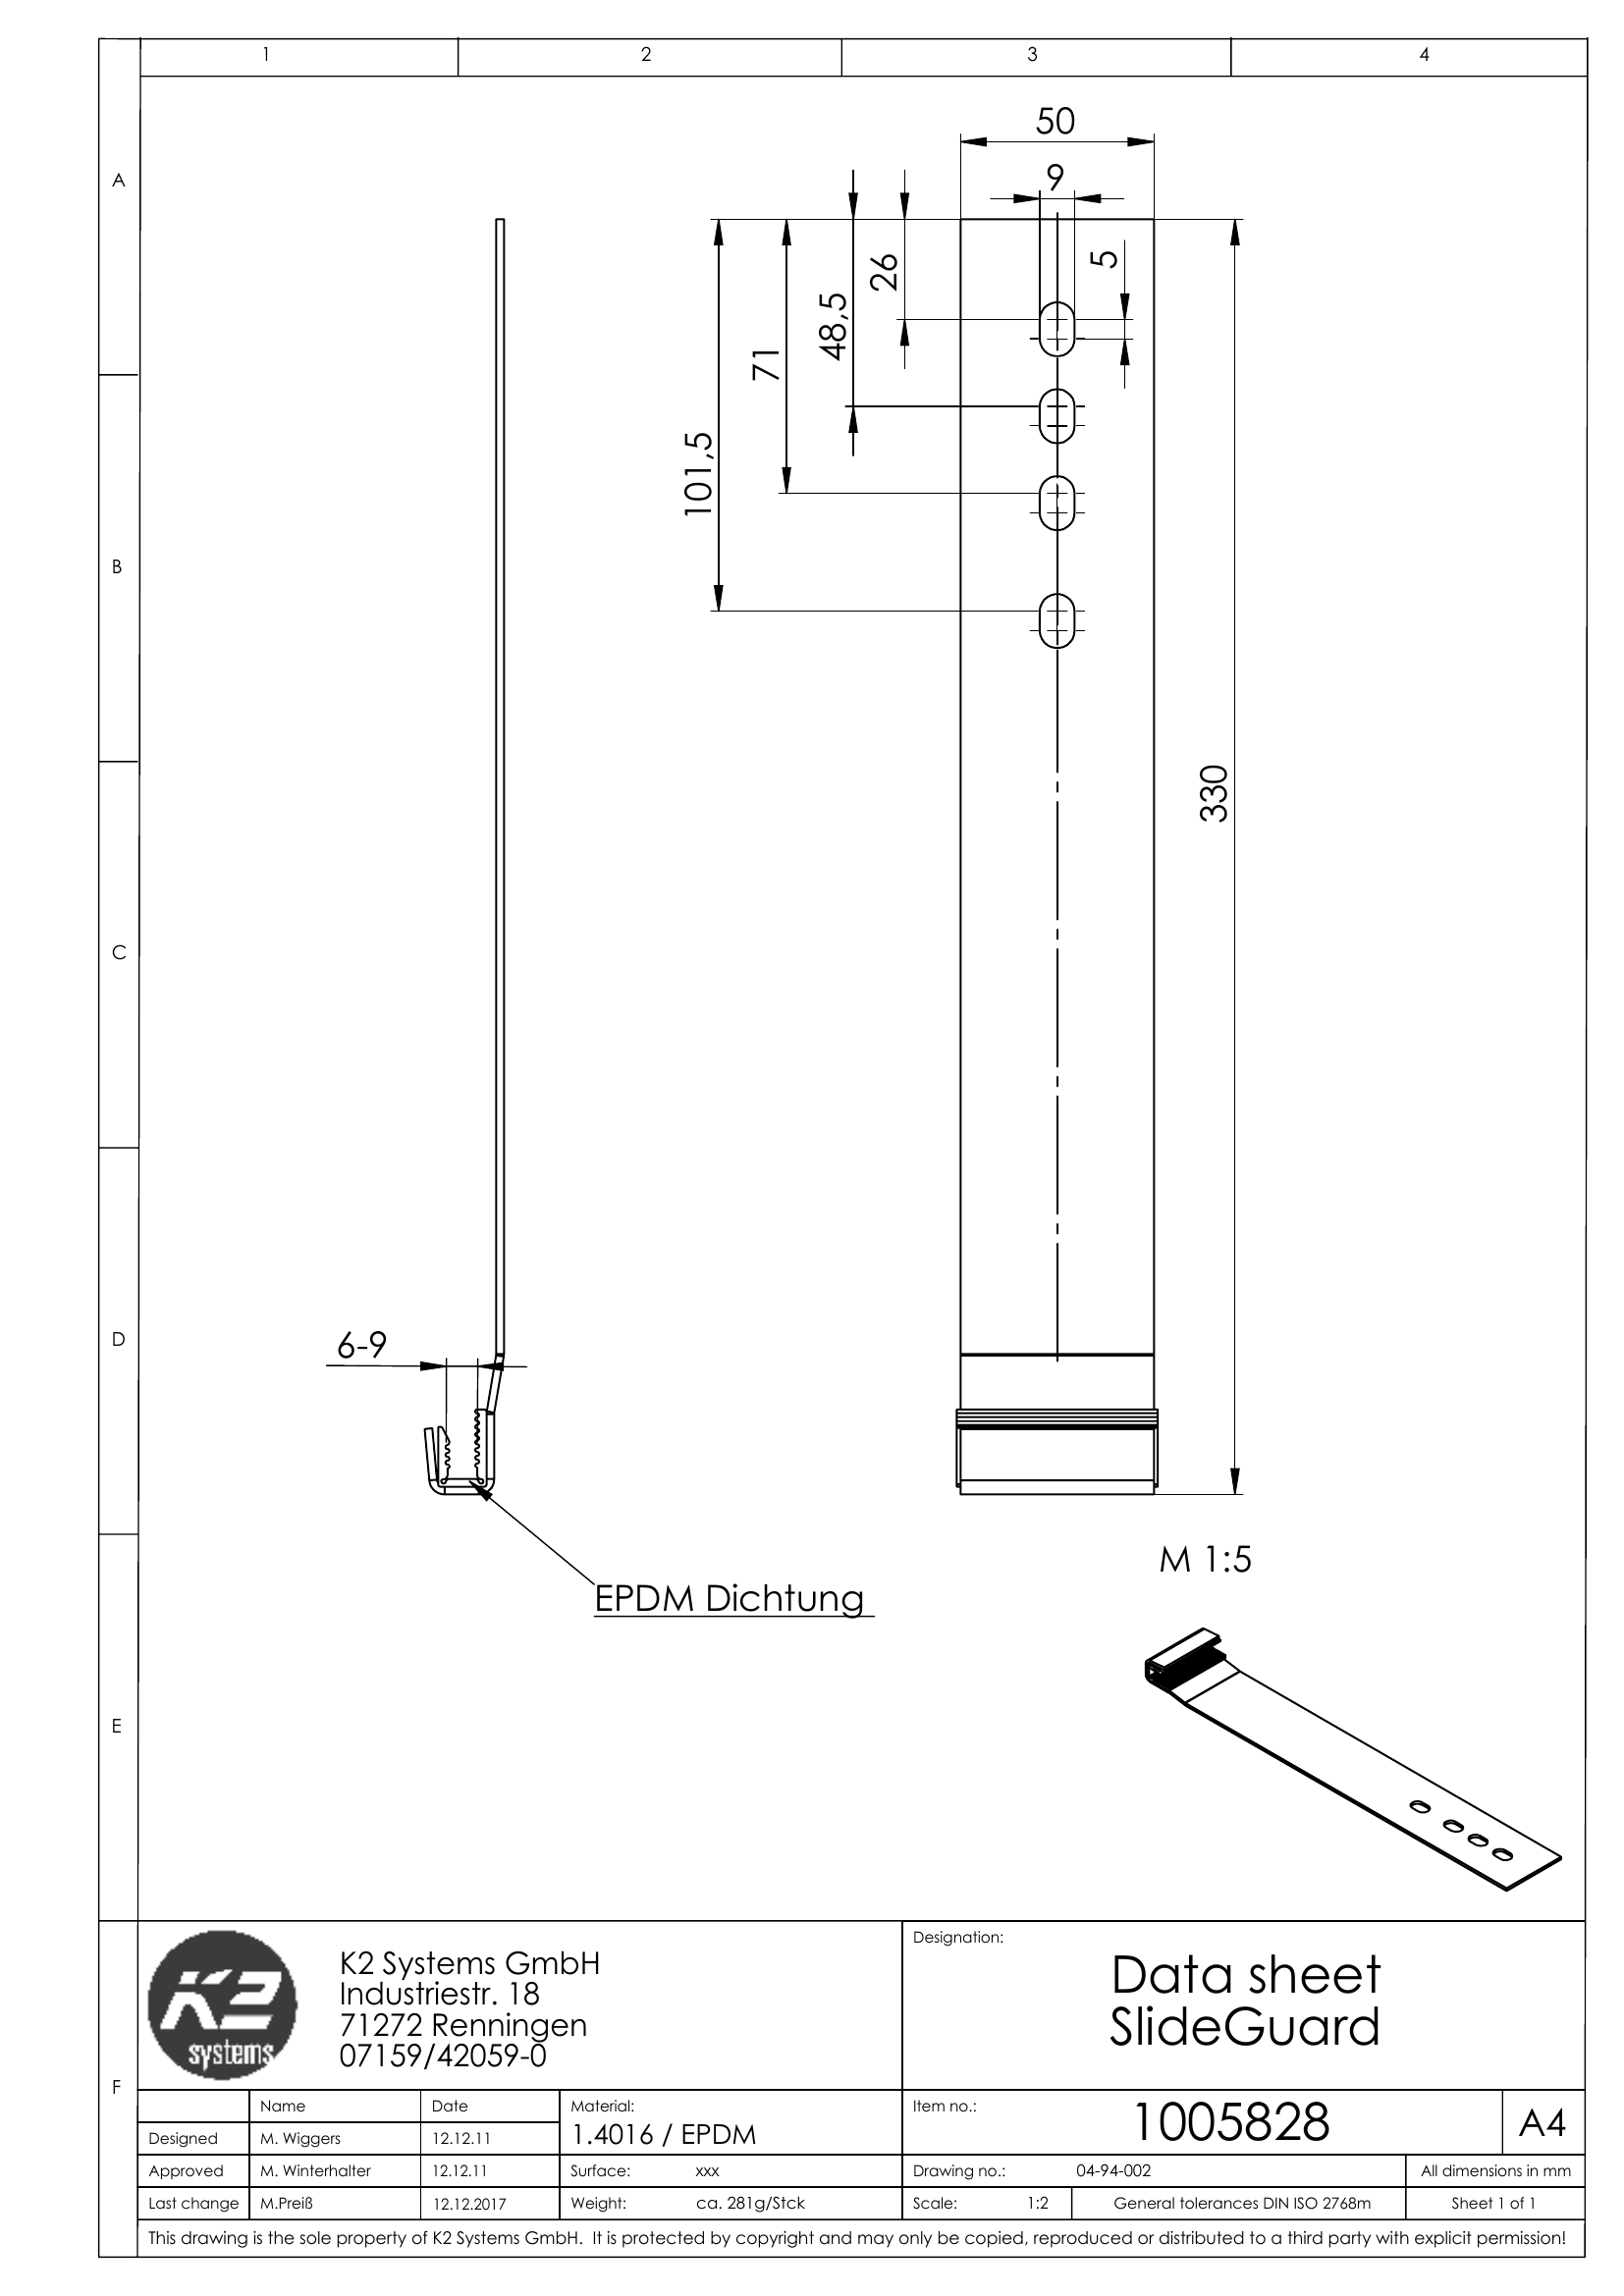 1 2 3 4
A
B
C
D
E
F
50
9
5
26
48,5
71
101,5
330
6-9
EPDM Dichtung
M 1:5
K2 systems
K2 Systems GmbH
Industriestr. 18
71272 Renningen
07159/42059-0
Designation:
Data sheet
SlideGuard
Name Date Material: Item no.: 1005828 A4
Designed M. Wiggers 12.12.11 1.4016 / EPDM
Approved M. Winterhalter 12.12.11 Surface: xxx Drawing no.: 04-94-002 All dimensions in mm
Last change M.Preiß 12.12.2017 Weight: ca. 281g/Stck Scale: 1:2 General tolerances DIN ISO 2768m Sheet 1 of 1
This drawing is the sole property of K2 Systems GmbH. It is protected by copyright and may only be copied, reproduced or distributed to a third party with explicit permission!